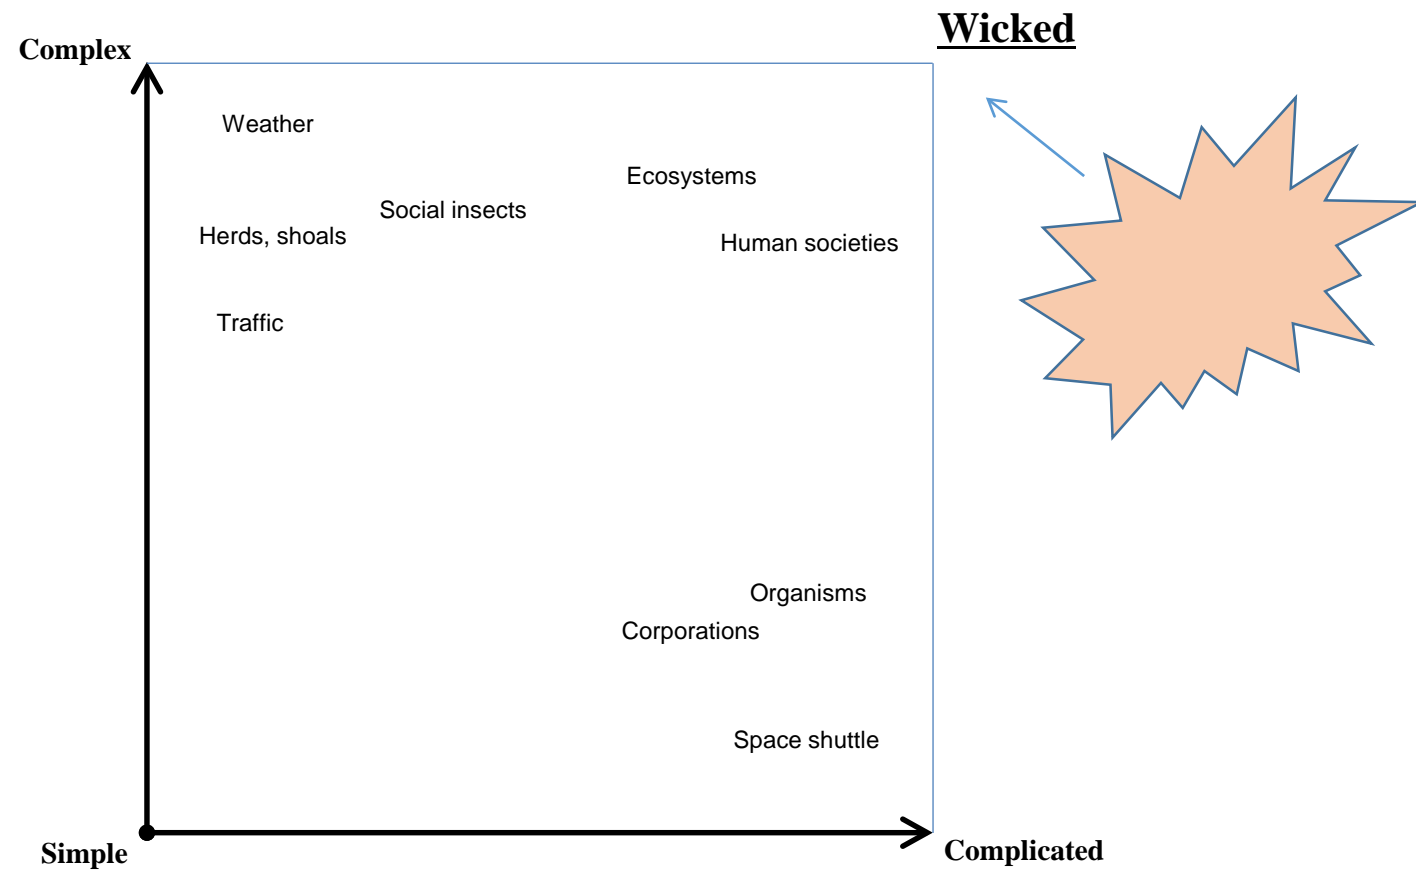 Wicked
Complex
Weather
Ecosystems
Social insects
Herds, shoals
Human societies
Traffic
Organisms
Corporations
Space shuttle
Simple
Complicated